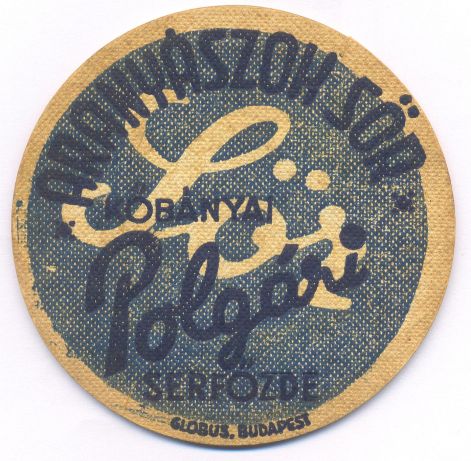 ARANYÁSZOK SÖR
KŐBÁNYAI
Polgári
SERFŐZDE
GLOBUS, BUDAPEST